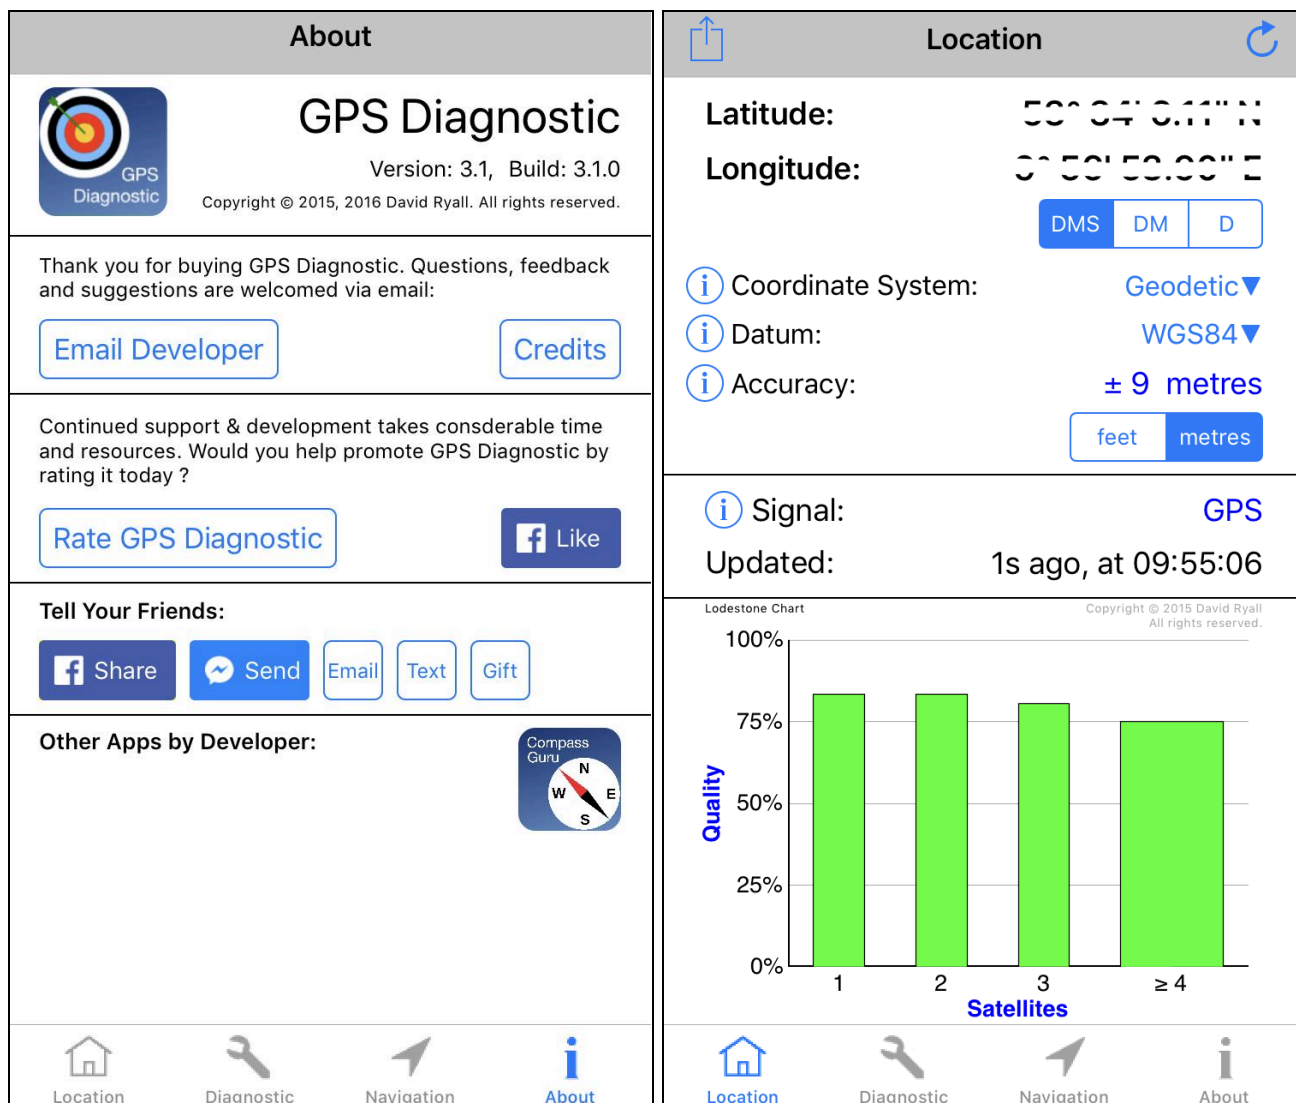 About
GPS
Diagnostic
GPS Diagnostic
Version: 3.1, Build: 3.1.0
Copyright © 2015, 2016 David Ryall. All rights reserved.
Thank you for buying GPS Diagnostic. Questions, feedback
and suggestions are welcomed via email:
Email Developer
Credits
Continued support & development takes consderable time
and resources. Would you help promote GPS Diagnostic by
rating it today ?
Rate GPS Diagnostic
Like
Tell Your Friends:
Share
Send
Email
Text
Gift
Other Apps by Developer:
Compass
Guru
N
W E
S
Location Diagnostic Navigation About
Location
Latitude:
Longitude:
DMS DM D
Coordinate System: Geodetic▼
Datum: WGS84▼
Accuracy: ± 9 metres
feet metres
Signal: GPS
Updated: 1s ago, at 09:55:06
Lodestone Chart
Copyright © 2015 David Ryall
All rights reserved.
100%
75%
50%
25%
0%
Quality
1 2 3 ≥ 4
Satellites
Location Diagnostic Navigation About